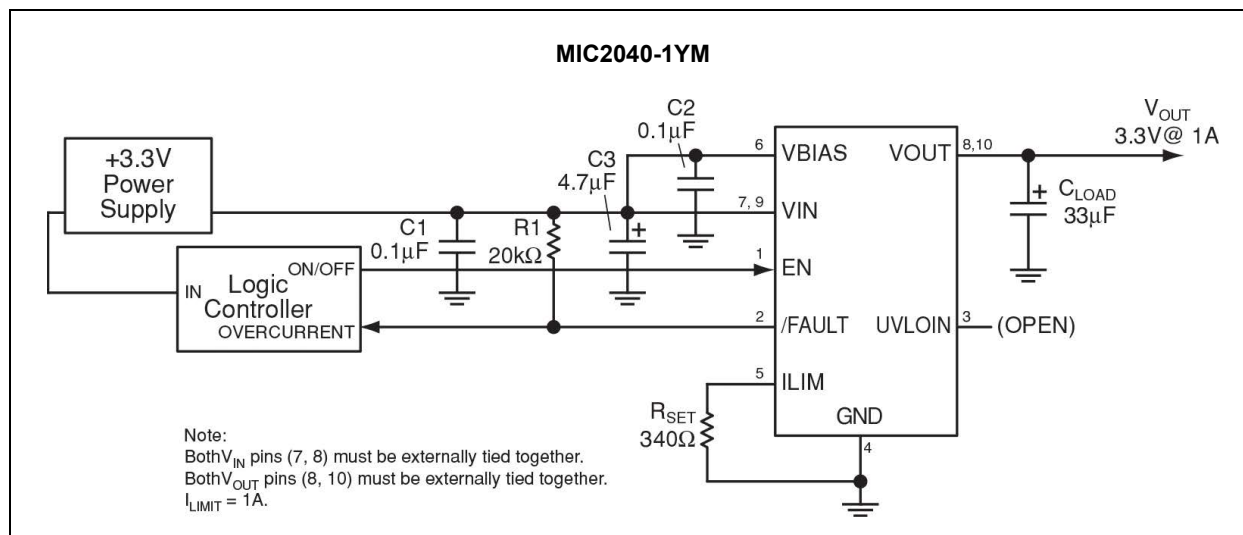 MIC2040-1YM
+3.3V
Power
Supply
IN
ON/OFF
Logic
Controller
OVERCURRENT
C1
0.1µF
R1
20kΩ
C3
4.7µF
+
C2
0.1µF
6
VBIAS
7, 9
VIN
1
EN
2
/FAULT
5
ILIM
RSET
340Ω
GND
4
VOUT
8,10
UVLOIN
3
(OPEN)
VOUT
3.3V@ 1A
+
CLOAD
33µF
Note:
BothVIN pins (7, 8) must be externally tied together.
BothVOUT pins (8, 10) must be externally tied together.
ILIMIT = 1A.